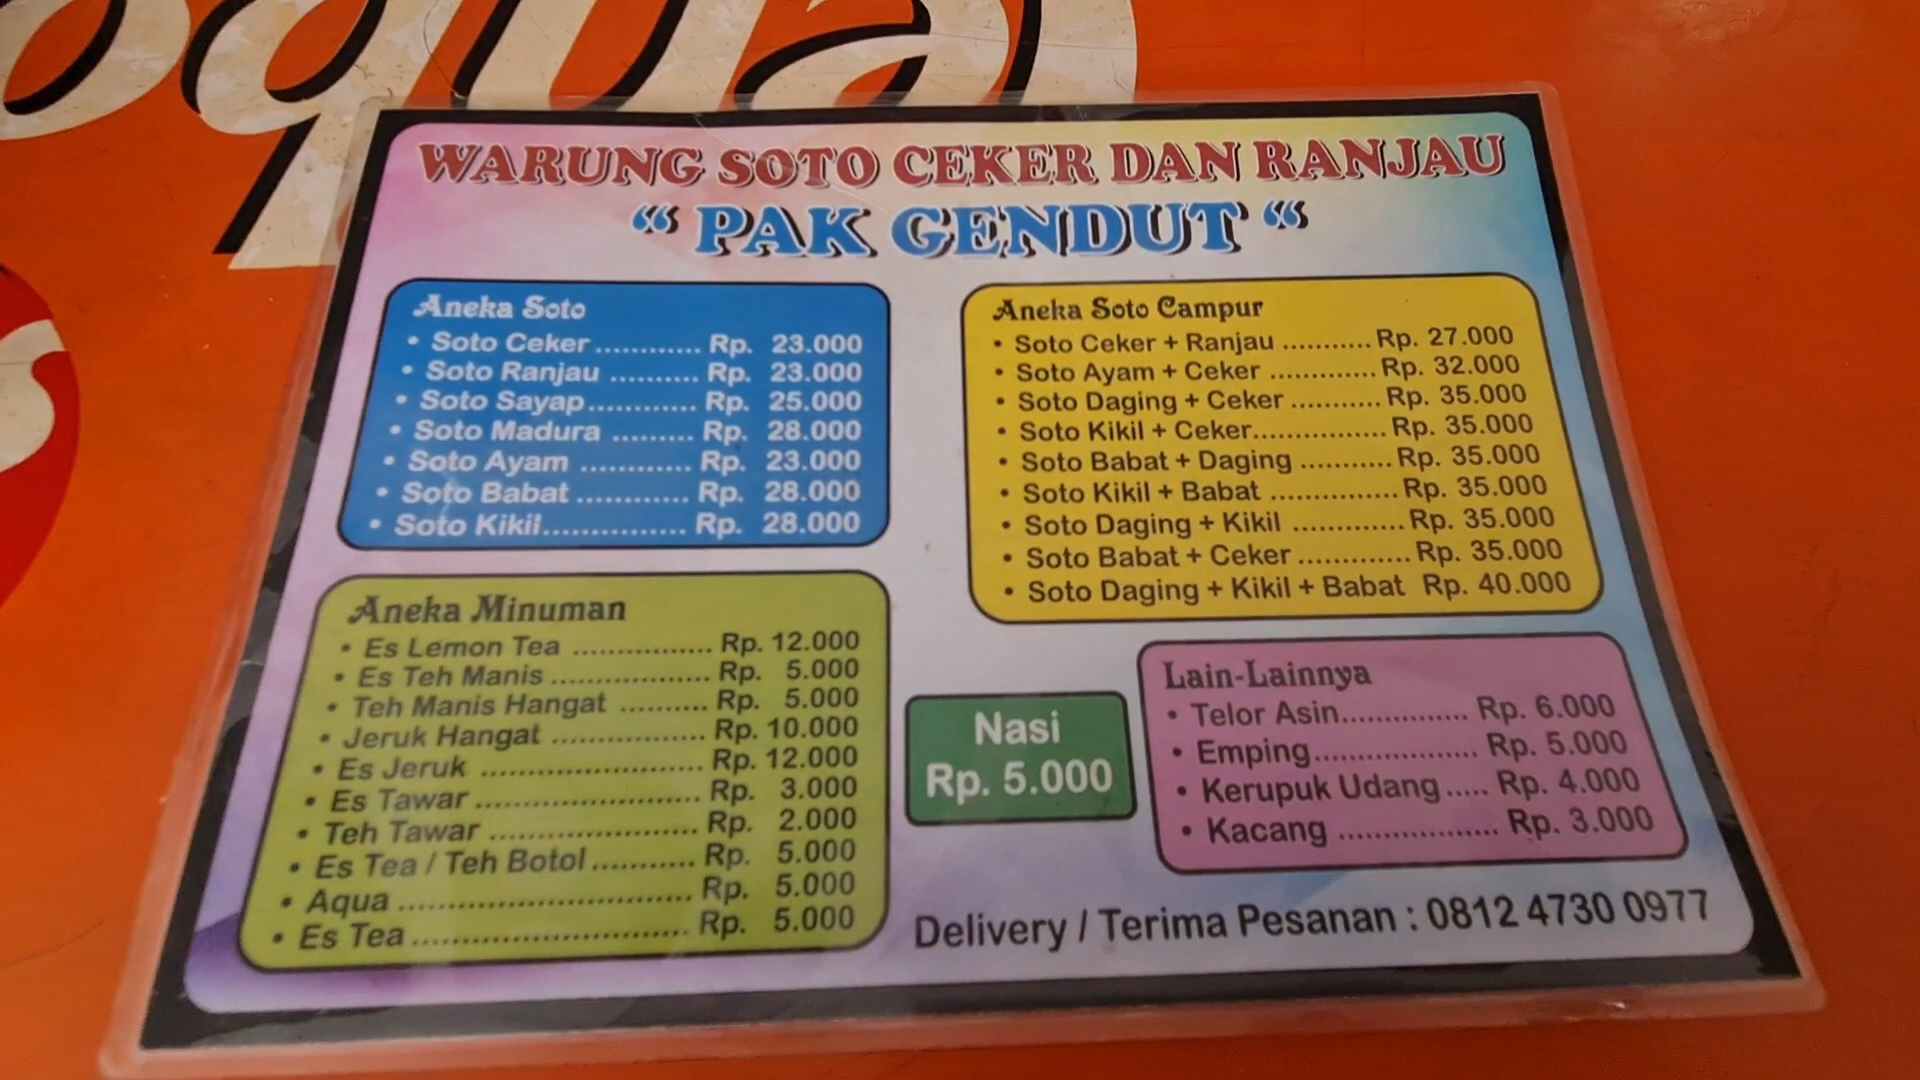 WARUNG SOTO CEKER DAN RANJAU
“ PAK GENDUT “
Aneka Soto
• Soto Ceker ............ Rp. 23.000
• Soto Ranjau .......... Rp. 23.000
• Soto Sayap............ Rp. 25.000
• Soto Madura ......... Rp. 28.000
• Soto Ayam ............ Rp. 23.000
• Soto Babat ............ Rp. 28.000
• Soto Kikil............... Rp. 28.000
Aneka Minuman
• Es Lemon Tea ................ Rp. 12.000
• Es Teh Manis .................. Rp. 5.000
• Teh Manis Hangat .......... Rp. 5.000
• Jeruk Hangat .................. Rp. 10.000
• Es Jeruk ......................... Rp. 12.000
• Es Tawar ......................... Rp. 3.000
• Teh Tawar ....................... Rp. 2.000
• Es Tea / Teh Botol ........... Rp. 5.000
• Aqua ................................ Rp. 5.000
• Es Tea .............................. Rp. 5.000
Aneka Soto Campur
• Soto Ceker + Ranjau ........... Rp. 27.000
• Soto Ayam + Ceker ............. Rp. 32.000
• Soto Daging + Ceker ........... Rp. 35.000
• Soto Kikil + Ceker................ Rp. 35.000
• Soto Babat + Daging ........... Rp. 35.000
• Soto Kikil + Babat ............... Rp. 35.000
• Soto Daging + Kikil ............. Rp. 35.000
• Soto Babat + Ceker ............. Rp. 35.000
• Soto Daging + Kikil + Babat Rp. 40.000
Nasi
Rp. 5.000
Lain-Lainnya
• Telor Asin............... Rp. 6.000
• Emping................... Rp. 5.000
• Kerupuk Udang ..... Rp. 4.000
• Kacang ................... Rp. 3.000
Delivery / Terima Pesanan : 0812 4730 0977